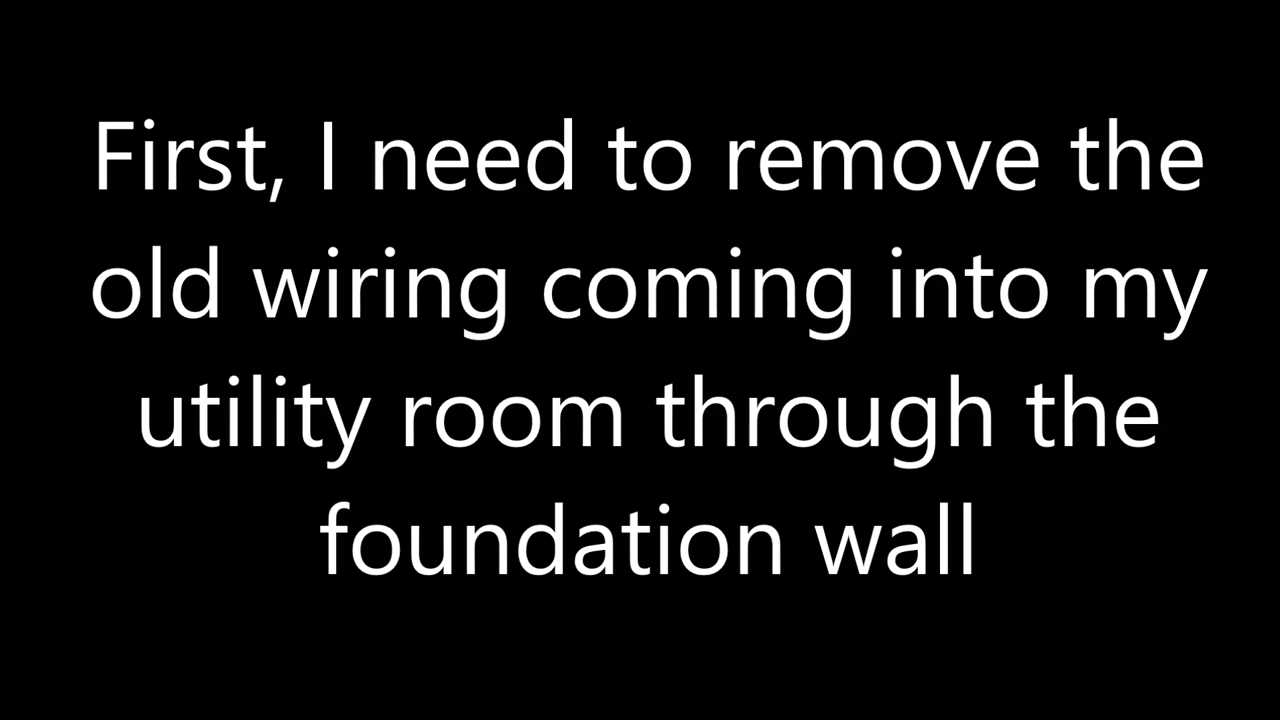 First, I need to remove the
old wiring coming into my
utility room through the
foundation wall